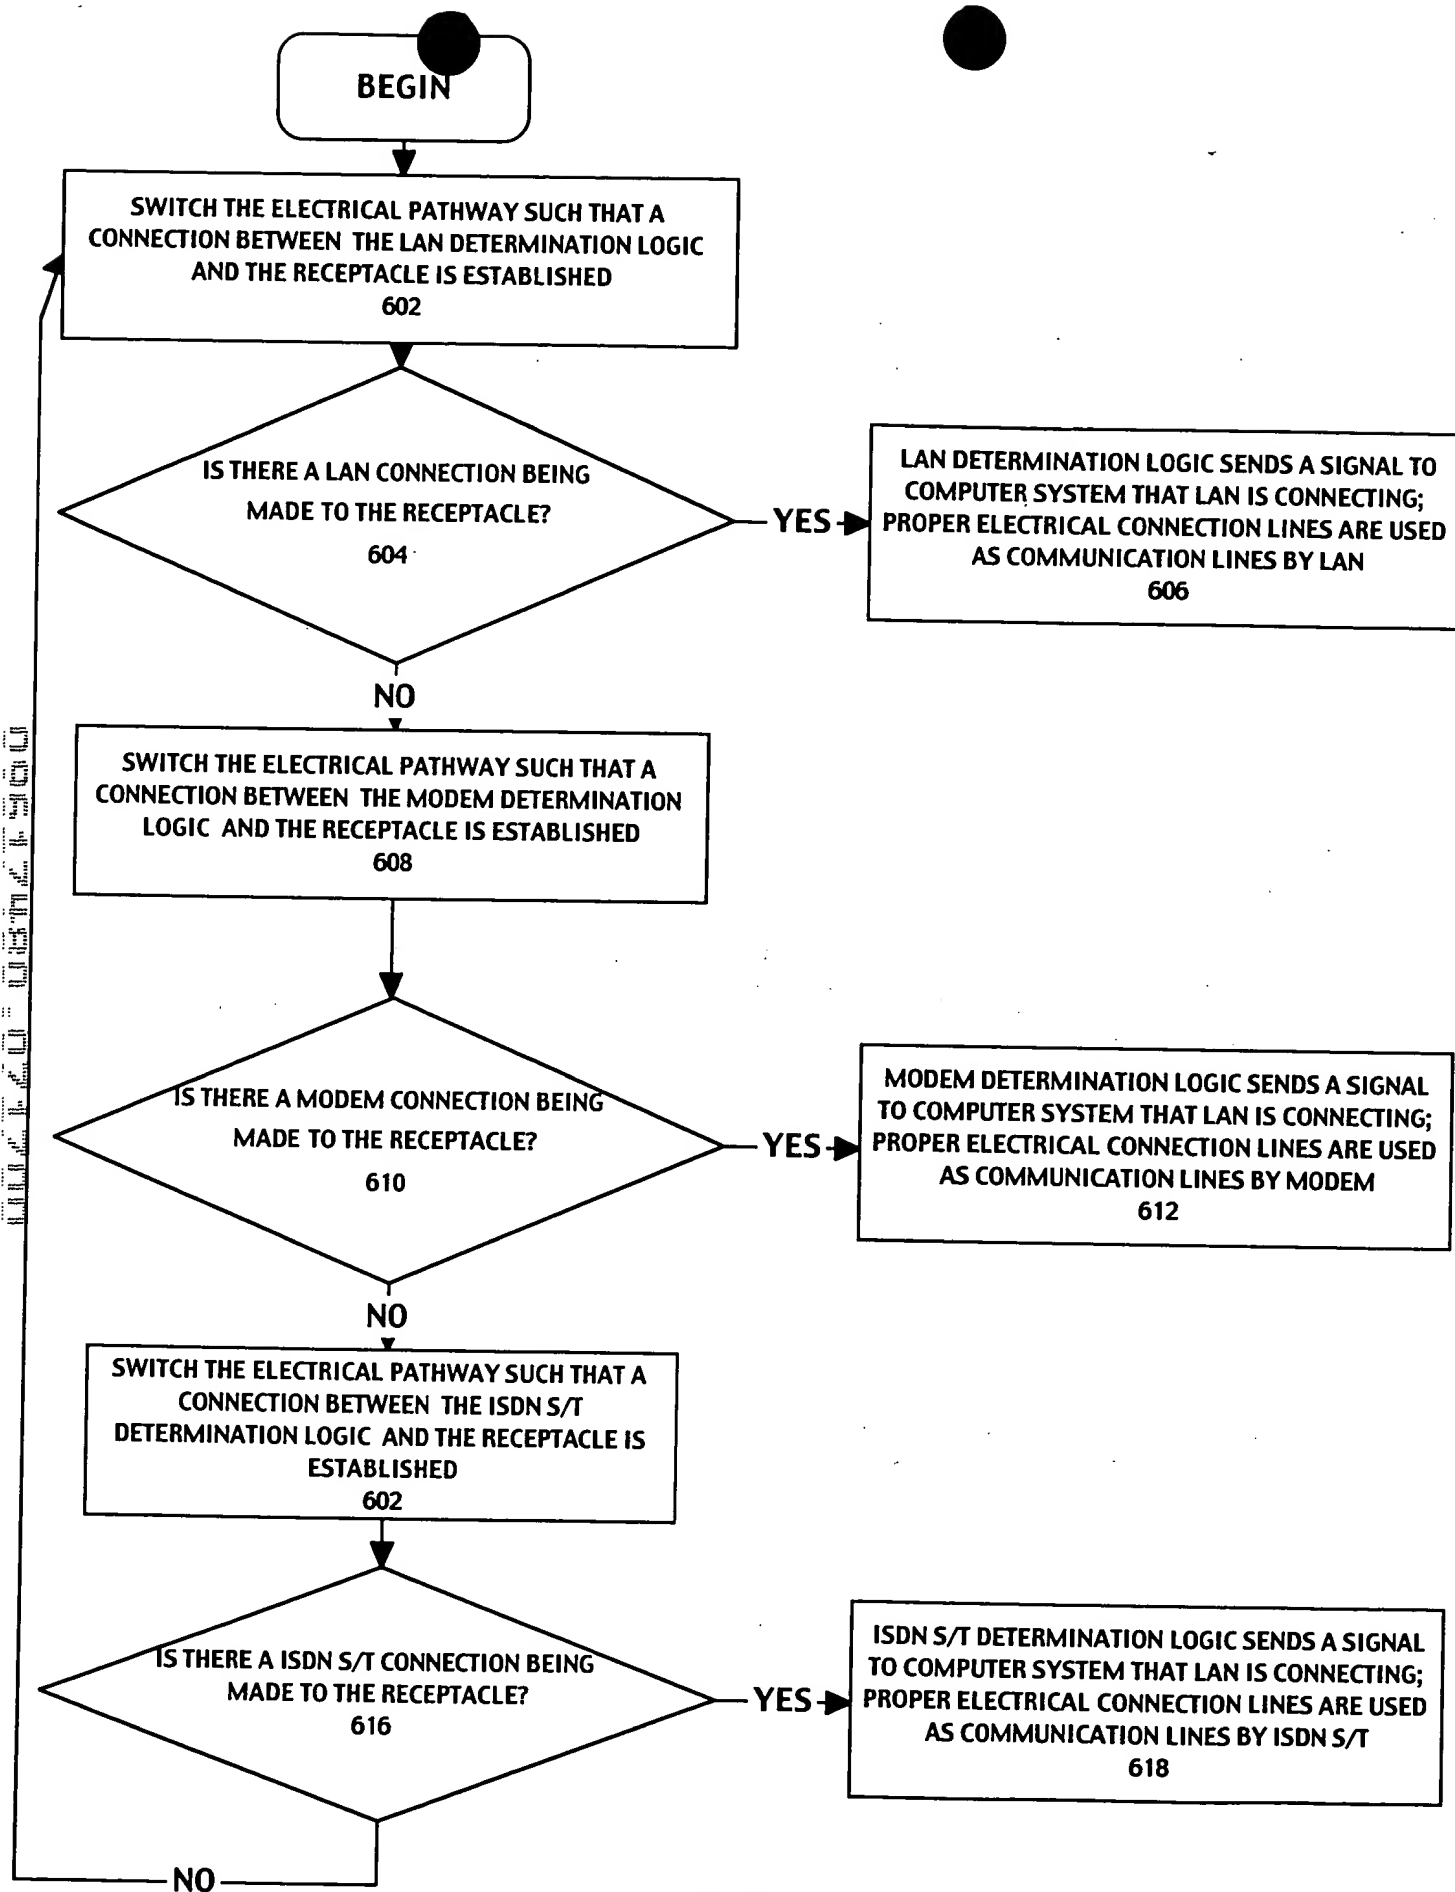 BEGIN
SWITCH THE ELECTRICAL PATHWAY SUCH THAT A
CONNECTION BETWEEN THE LAN DETERMINATION LOGIC
AND THE RECEPTACLE IS ESTABLISHED
602
IS THERE A LAN CONNECTION BEING
MADE TO THE RECEPTACLE?
604
YES
LAN DETERMINATION LOGIC SENDS A SIGNAL TO
COMPUTER SYSTEM THAT LAN IS CONNECTING;
PROPER ELECTRICAL CONNECTION LINES ARE USED
AS COMMUNICATION LINES BY LAN
606
NO
SWITCH THE ELECTRICAL PATHWAY SUCH THAT A
CONNECTION BETWEEN THE MODEM DETERMINATION
LOGIC AND THE RECEPTACLE IS ESTABLISHED
608
IS THERE A MODEM CONNECTION BEING
MADE TO THE RECEPTACLE?
610
YES
MODEM DETERMINATION LOGIC SENDS A SIGNAL
TO COMPUTER SYSTEM THAT LAN IS CONNECTING;
PROPER ELECTRICAL CONNECTION LINES ARE USED
AS COMMUNICATION LINES BY MODEM
612
NO
SWITCH THE ELECTRICAL PATHWAY SUCH THAT A
CONNECTION BETWEEN THE ISDN S/T
DETERMINATION LOGIC AND THE RECEPTACLE IS
ESTABLISHED
602
IS THERE A ISDN S/T CONNECTION BEING
MADE TO THE RECEPTACLE?
616
YES
ISDN S/T DETERMINATION LOGIC SENDS A SIGNAL
TO COMPUTER SYSTEM THAT LAN IS CONNECTING;
PROPER ELECTRICAL CONNECTION LINES ARE USED
AS COMMUNICATION LINES BY ISDN S/T
618
NO